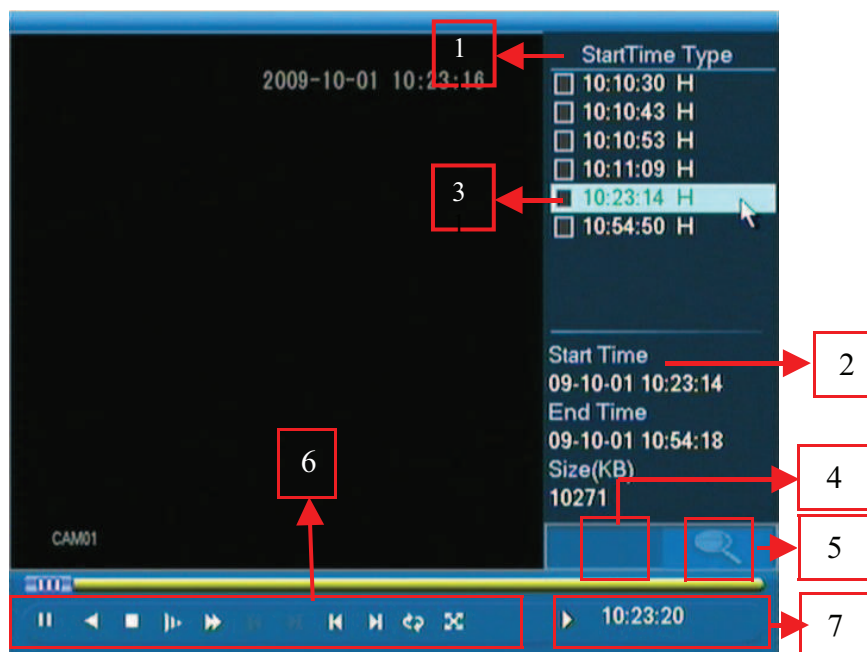 1
StartTime Type
2009-10-01 10:23:16
10:10:30 H
10:10:43 H
10:10:53 H
10:11:09 H
3
10:23:14 H
10:54:50 H
Start Time
2
09-10-01 10:23:14
End Time
09-10-01 10:54:18
6
Size(KB)
4
10271
CAM01
5
10:23:20
7